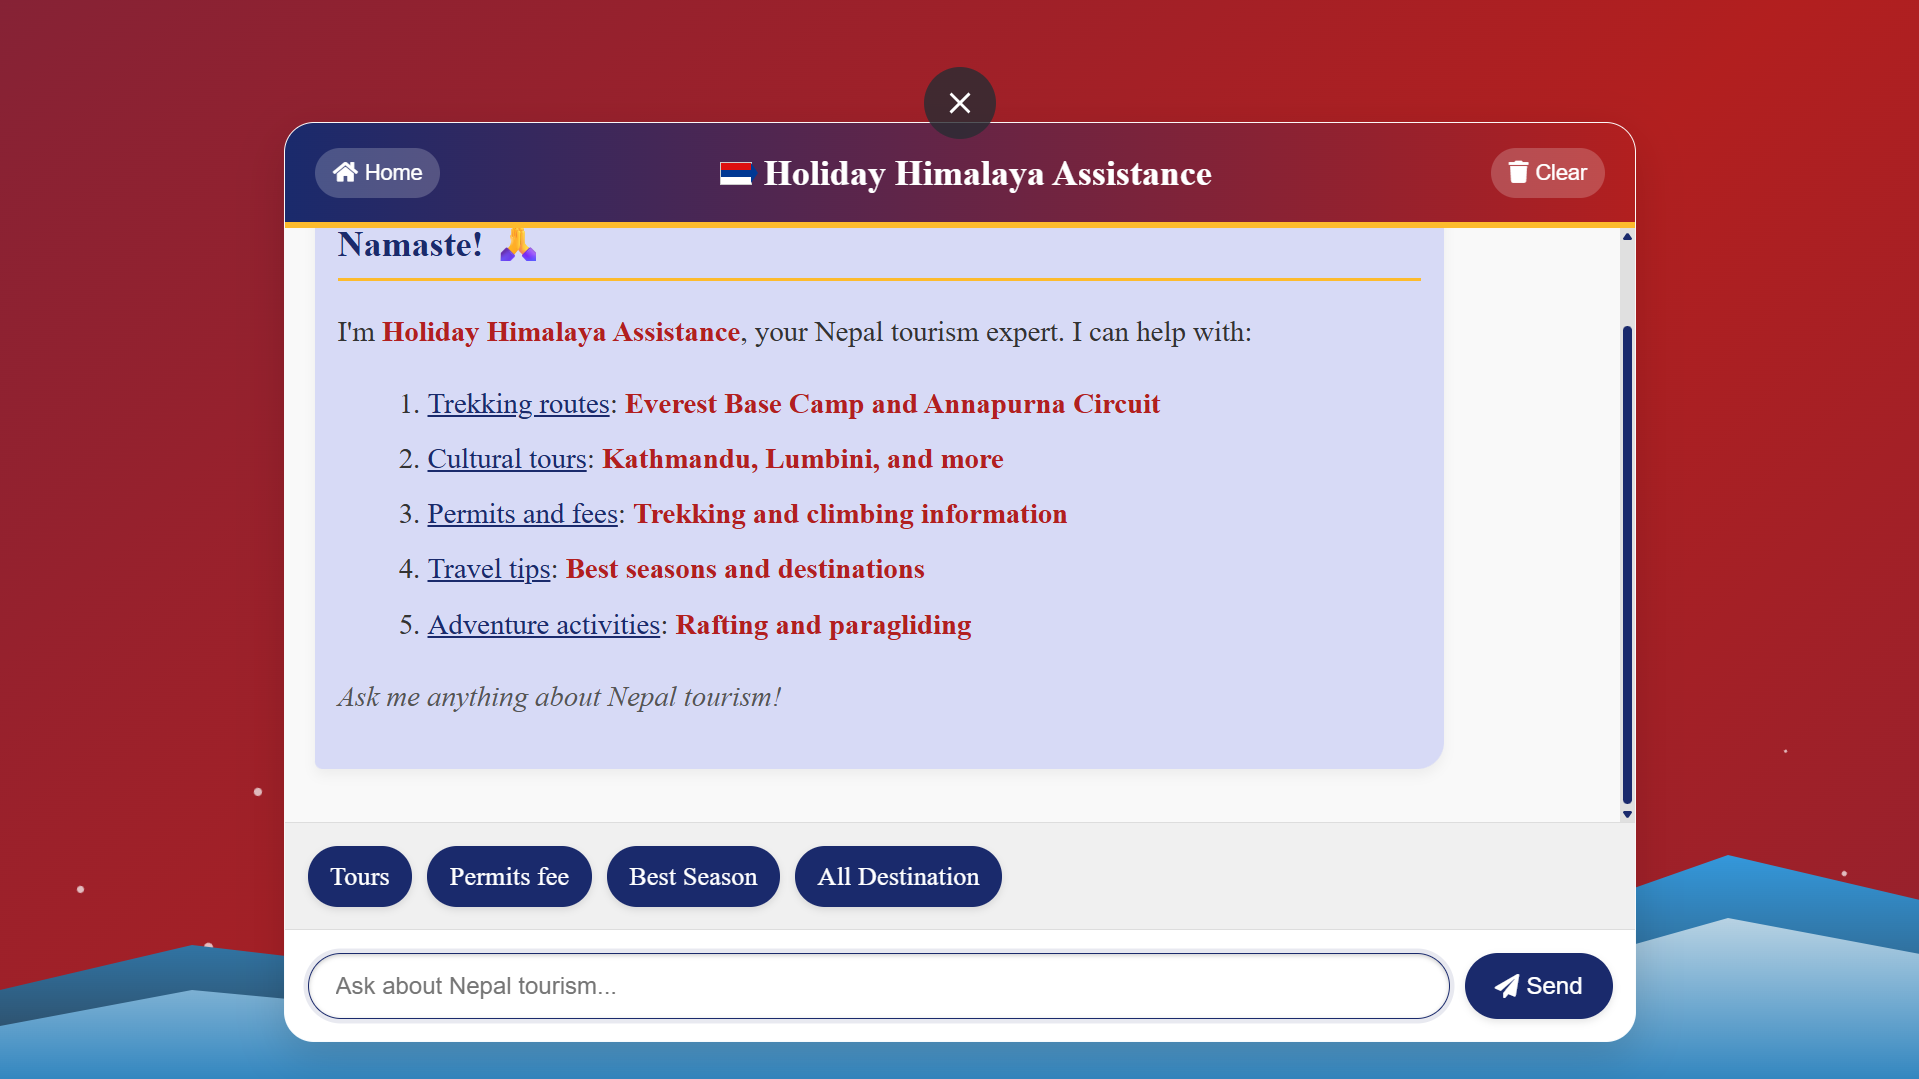 Home
Holiday Himalaya Assistance
Clear
Namaste! 🙏
I'm Holiday Himalaya Assistance, your Nepal tourism expert. I can help with:
1. Trekking routes: Everest Base Camp and Annapurna Circuit
2. Cultural tours: Kathmandu, Lumbini, and more
3. Permits and fees: Trekking and climbing information
4. Travel tips: Best seasons and destinations
5. Adventure activities: Rafting and paragliding
Ask me anything about Nepal tourism!
Tours
Permits fee
Best Season
All Destination
Ask about Nepal tourism...
Send